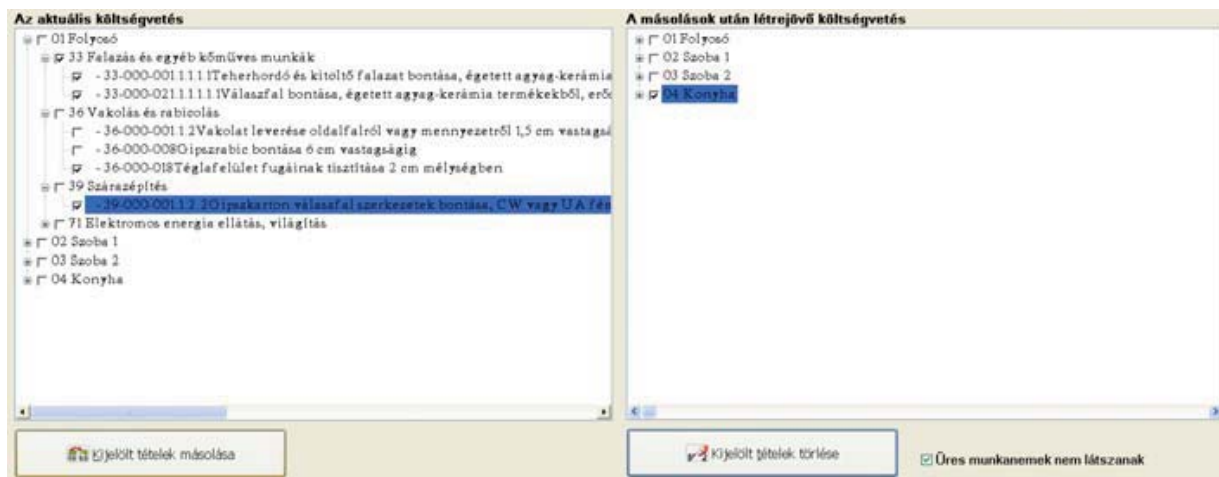 Az aktuális költségvetés
01 Folyosó
33 Falazás és egyéb kőműves munkák
- 33-000-001.1.1.1.1Teherhordó és kitöltő falazat bontása, égetett agyag-kerámia
- 33-000-021.1.1.1.1.1Válaszfal bontása, égetett agyag-kerámia termékekből, erős
36 Vakolás és rabicolás
- 36-000-001.1.2Vakolat leverése oldalfalról vagy mennyezetről 1,5 cm vastagsá
- 36-000-008Gipszrabic bontása 6 cm vastagságig
- 36-000-018Téglafelület fugáinak tisztítása 2 cm mélységben
39 Szárazépítés
- 39-000-001.1.2.2Gipszkarton válaszfal szerkezetek bontása, CW vagy UA fém
71 Elektromos energia ellátás, világítás
02 Szoba 1
03 Szoba 2
04 Konyha
Kijelölt tételek másolása
A másolások után létrejövő költségvetés
01 Folyosó
02 Szoba 1
03 Szoba 2
04 Konyha
Kijelölt tételek törlése
Üres munkanemek nem látszanak